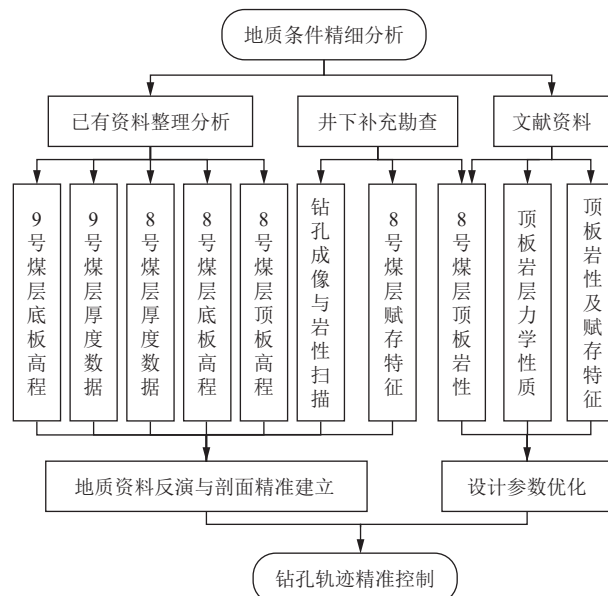 地质条件精细分析
已有资料整理分析
井下补充勘查
文献资料
9号煤层底板高程
9号煤层厚度数据
8号煤层厚度数据
8号煤层底板高程
8号煤层顶板高程
钻孔成像与岩性扫描
8号煤层赋存特征
8号煤层顶板岩性
顶板岩层力学性质
顶板岩性及赋存特征
地质资料反演与剖面精准建立
设计参数优化
钻孔轨迹精准控制